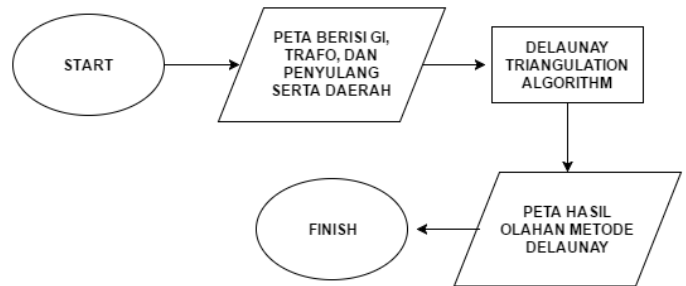 START
PETA BERISI GI,
TRAFO, DAN
PENYULANG
SERTA DAERAH
DELAUNAY
TRIANGULATION
ALGORITHM
PETA HASIL
OLAHAN METODE
DELAUNAY
FINISH